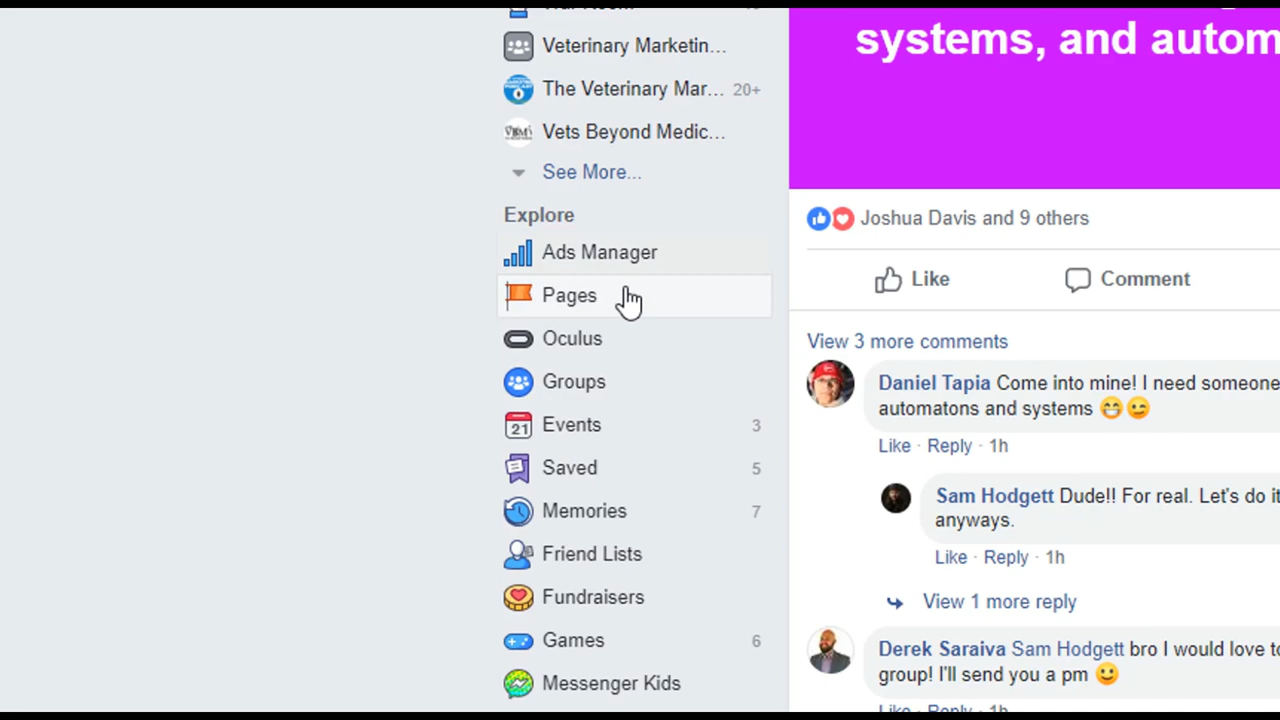 Veterinary Marketin...
The Veterinary Mar... 20+
Vets Beyond Medic...
See More...
Explore
Ads Manager
Pages
Oculus
Groups
21
Events 3
Saved 5
Memories 7
Friend Lists
Fundraisers
Games 6
Messenger Kids
systems, and autom
Joshua Davis and 9 others
Like Comment
View 3 more comments
Daniel Tapia Come into mine! I need someone
automatons and systems 😁😉
Like · Reply · 1h
Sam Hodgett Dude!! For real. Let's do it
anyways.
Like · Reply · 1h
View 1 more reply
Derek Saraiva Sam Hodgett bro I would love to
group! I'll send you a pm 🙂
Like · Reply · 1h